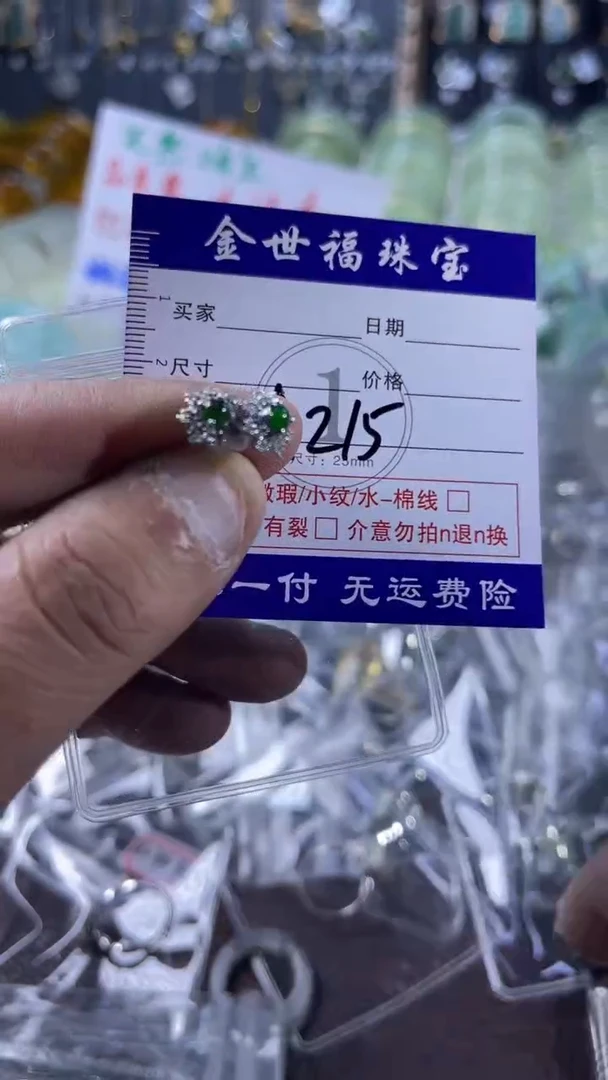 金世福珠宝
买家 日期
尺寸 价格
1
215
尺寸：25mm
瑕/小纹/水-棉线
有裂 介意勿拍n退n换
一付 无运费险